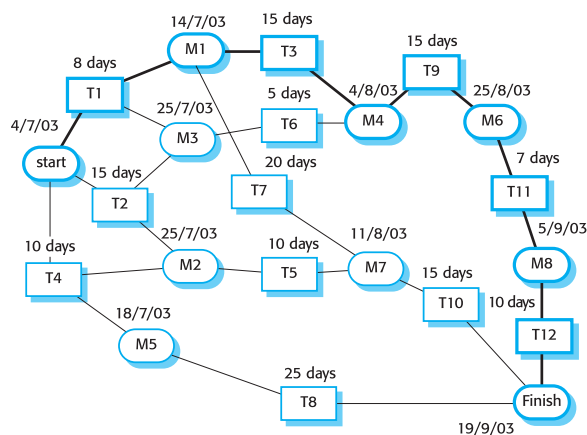 14/7/03
15 days
M1
T3
15 days
8 days
T9
T1
5 days
4/8/03
25/8/03
25/7/03
4/7/03
M3
T6
M4
M6
start
15 days
20 days
7 days
T2
T7
T11
25/7/03
11/8/03
5/9/03
10 days
10 days
15 days
T4
M2
T5
M7
M8
18/7/03
T10
10 days
M5
T12
25 days
T8
Finish
19/9/03